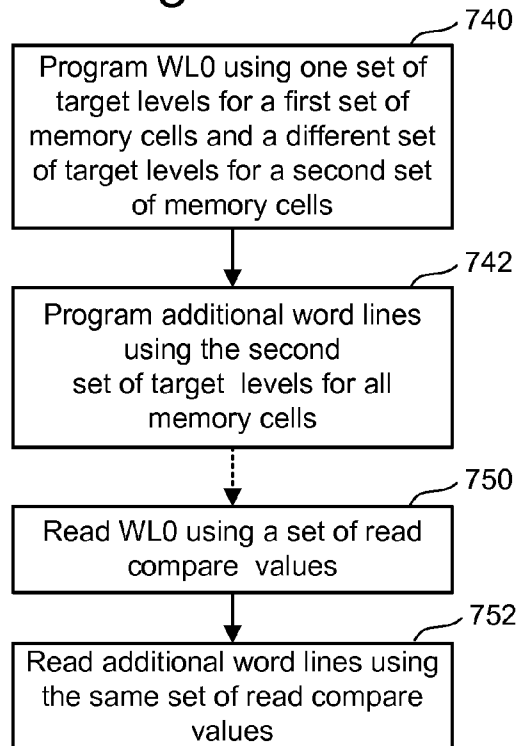 740
Program WL0 using one set of
target levels for a first set of
memory cells and a different set
of target levels for a second set
of memory cells
742
Program additional word lines
using the second
set of target levels for all
memory cells
750
Read WL0 using a set of read
compare values
752
Read additional word lines using
the same set of read compare
values